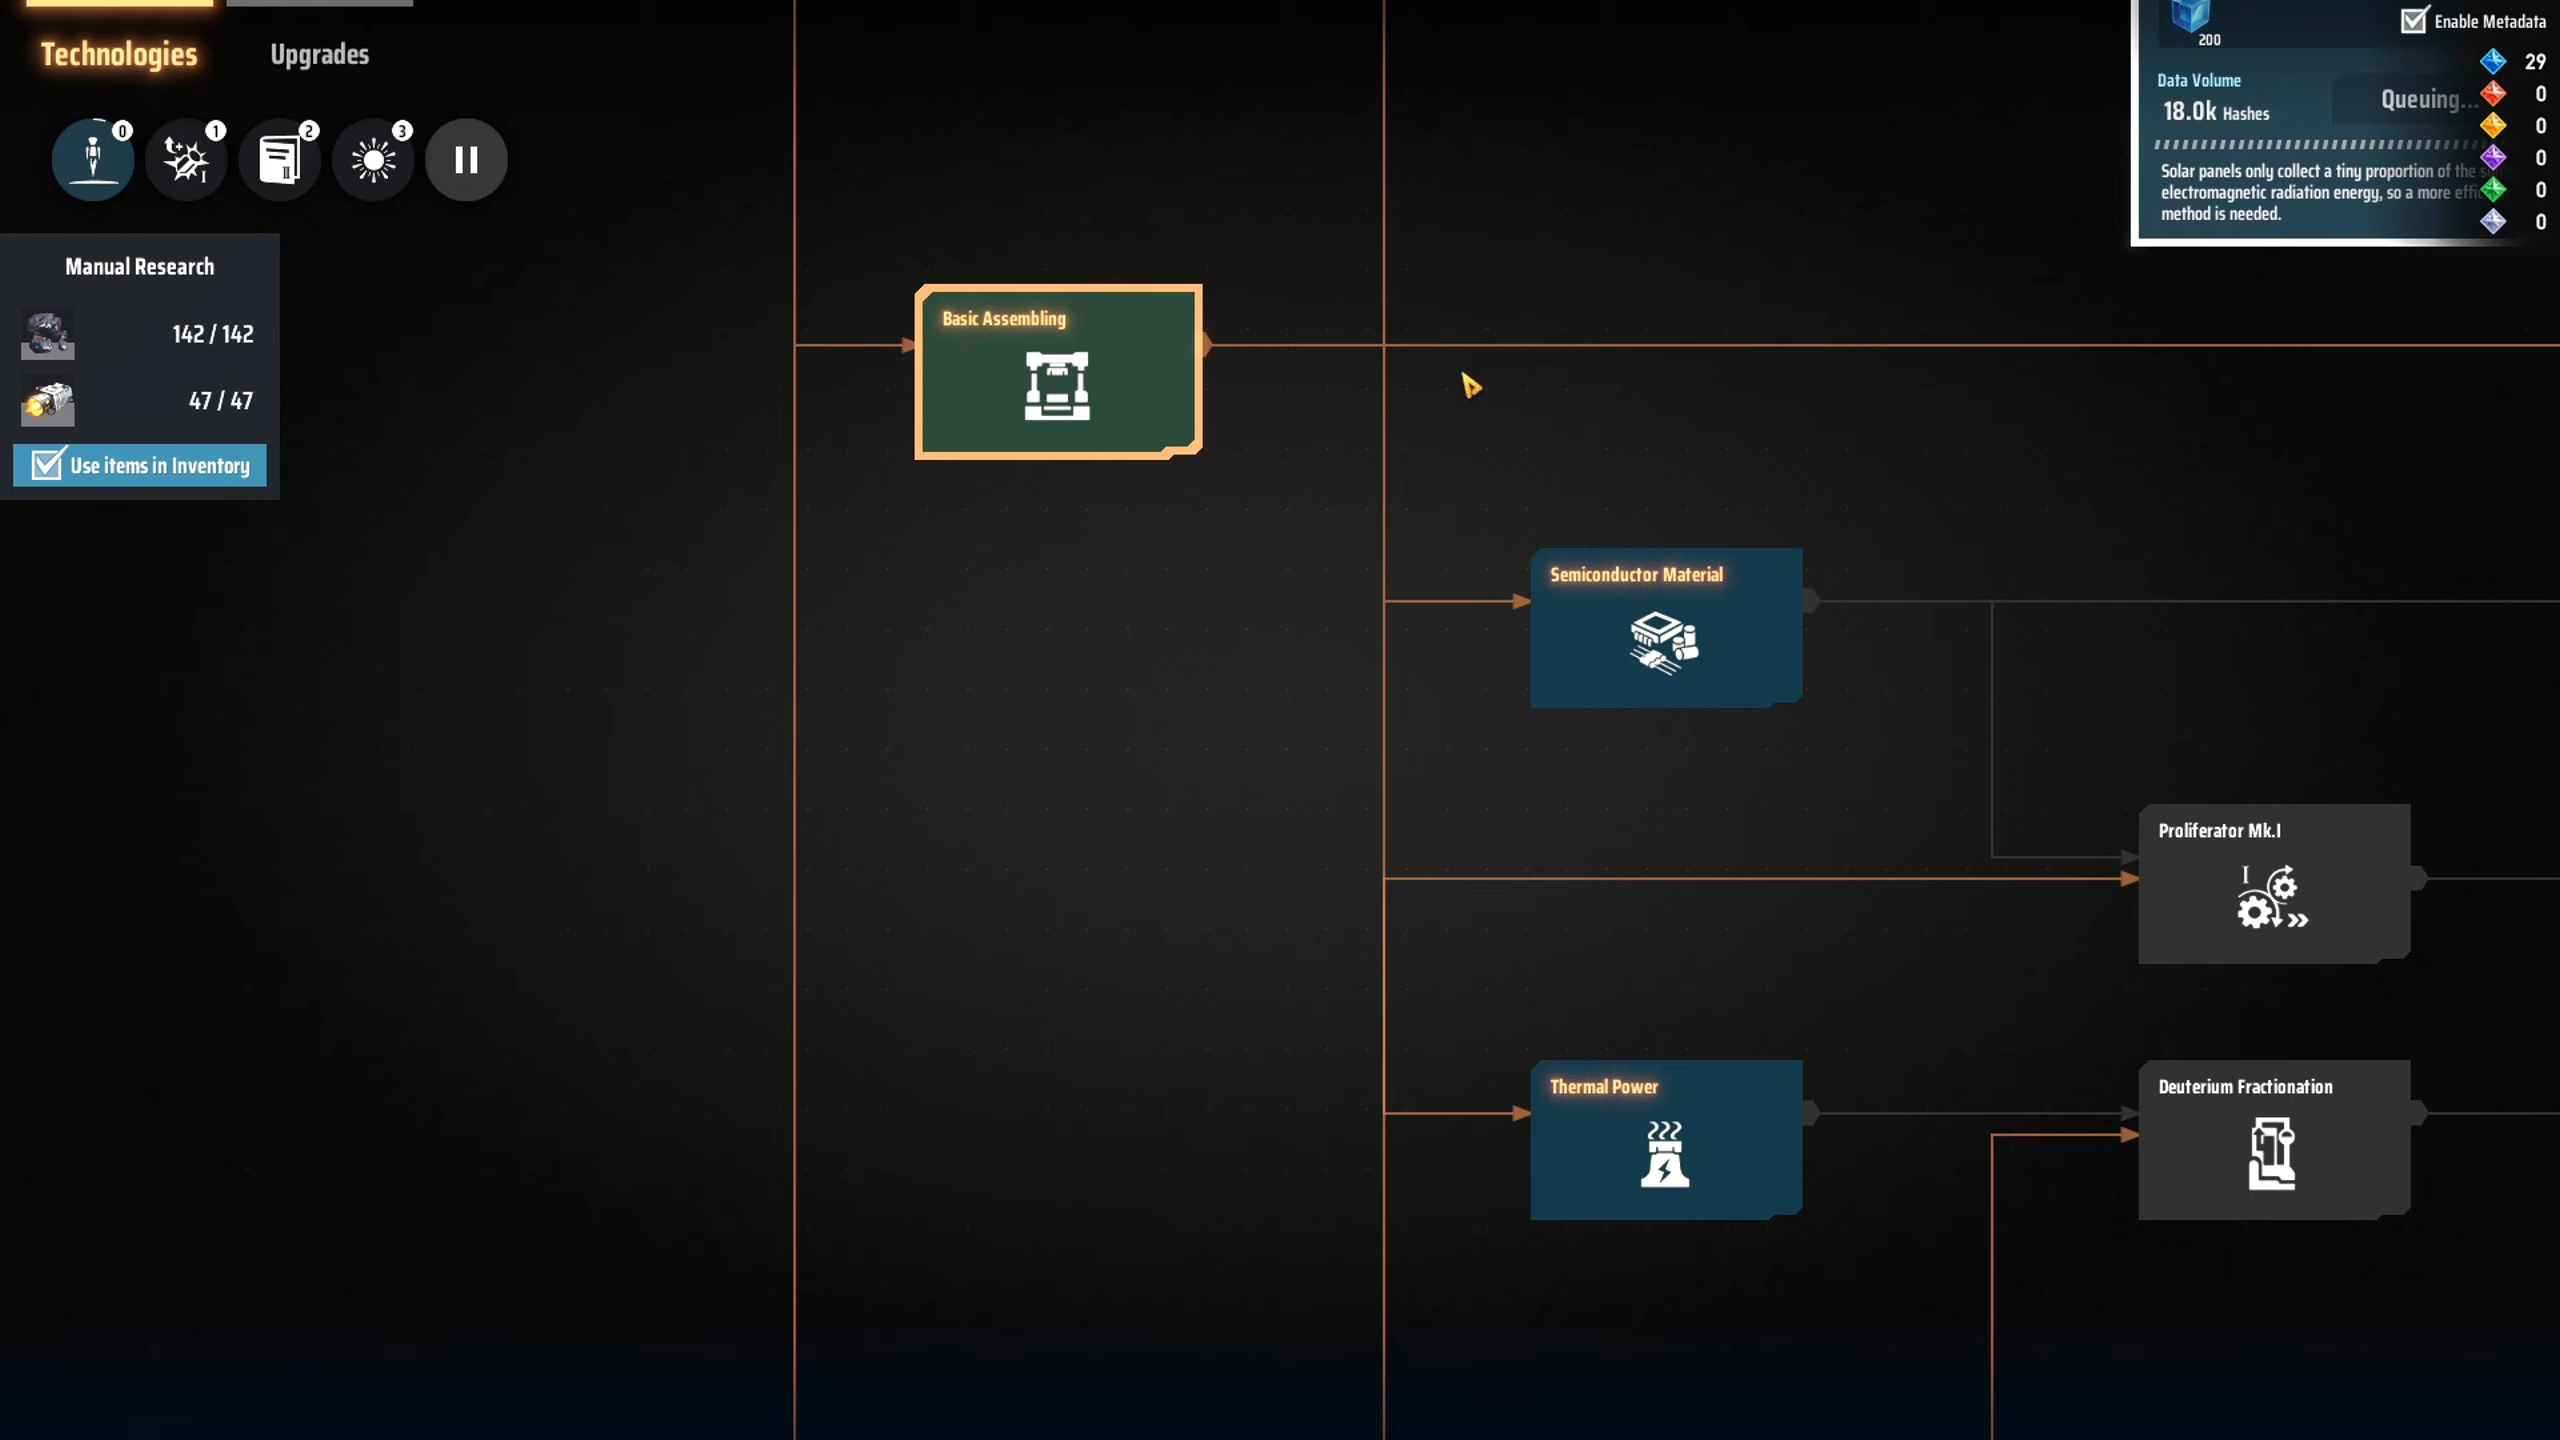 Technologies
Upgrades
0
1
2
3
I
II
Manual Research
142 / 142
47 / 47
Use items in Inventory
Basic Assembling
Semiconductor Material
Proliferator Mk.I
I
Thermal Power
Deuterium Fractionation
200
Enable Metadata
Data Volume
18.0k Hashes
Queuing...
Solar panels only collect a tiny proportion of the
electromagnetic radiation energy, so a more
method is needed.
29
0
0
0
0
0